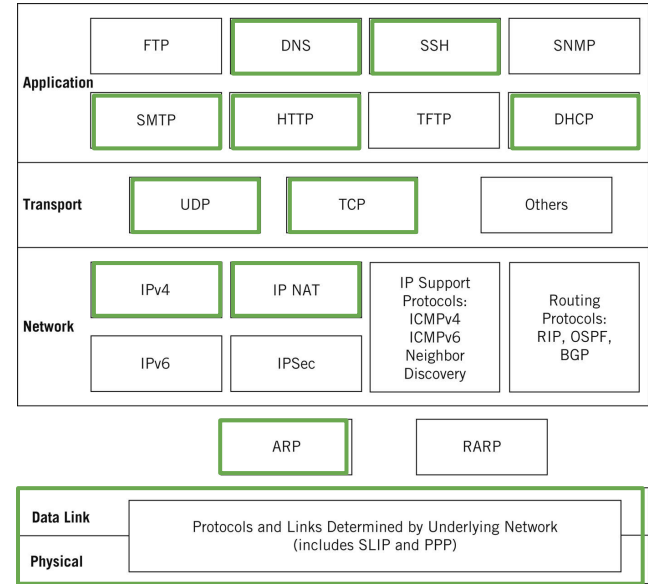 FTP
DNS
SSH
SNMP
Application
SMTP
HTTP
TFTP
DHCP
Transport
UDP
TCP
Others
Network
IPv4
IP NAT
IP Support
Protocols:
ICMPv4
ICMPv6
Neighbor
Discovery
Routing
Protocols:
RIP, OSPF,
BGP
IPv6
IPSec
ARP
RARP
Data Link
Physical
Protocols and Links Determined by Underlying Network
(includes SLIP and PPP)